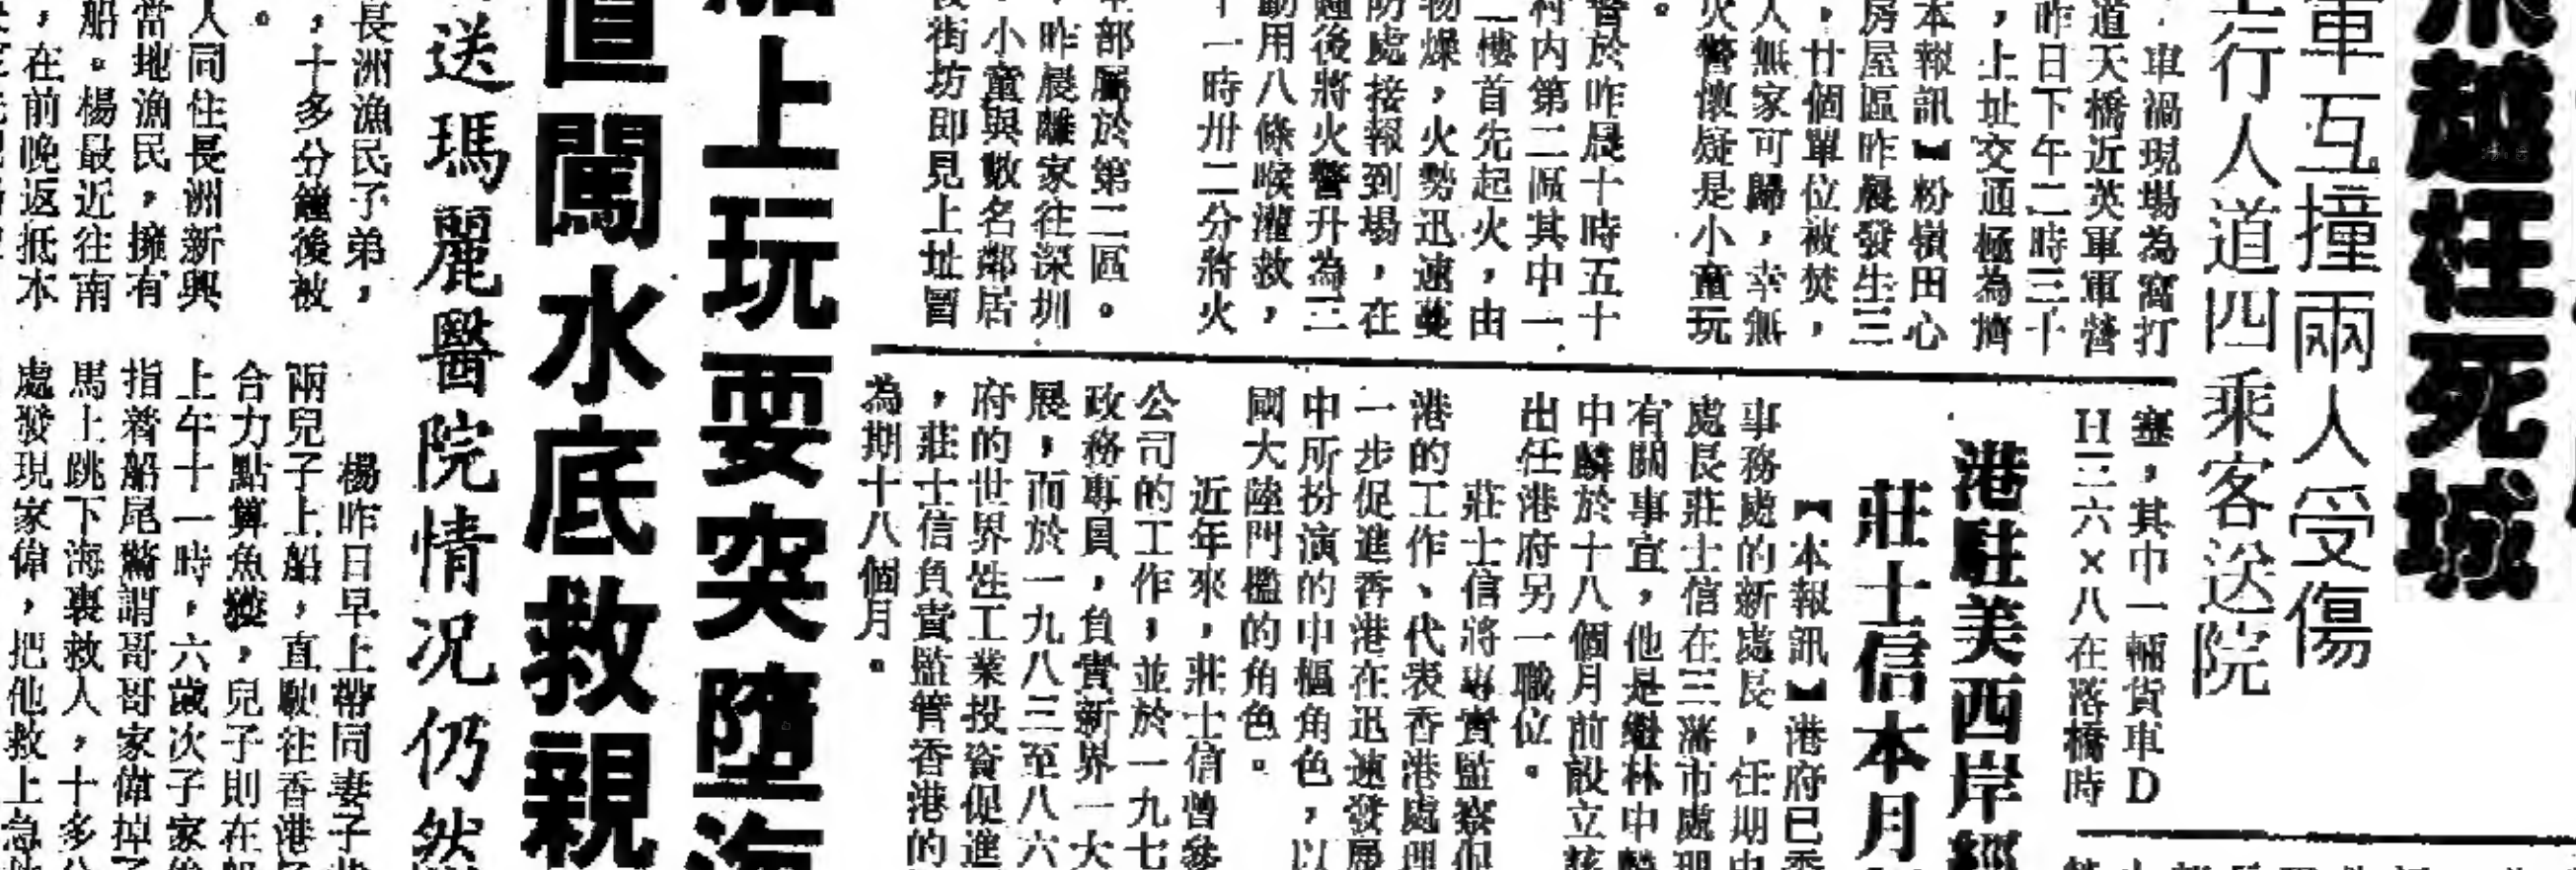 越枉死城
車互撞兩人受傷
行人道四乘客送院
車禍現場為窩打
道天橋近英軍軍營
昨日下午二時三十
，上址交通極為擠
塞，其中一輛貨車D
H三六×八在落橋時
本報訊】粉嶺田心
房屋區昨晨發生三
，廿個單位被焚，
人無家可歸，幸無
火警懷疑是小童玩
。
於昨晨十時五十
村內第二區其中一
二樓首先起火，由
物燥，火勢迅速蔓
防處接報到場，在
鐘後將火警升為三
動用八條喉灌救，
十一時卅二分將火
部屬於第二區。
昨晨離家往深圳
小童與數名鄰居
街坊即見上址冒
港駐美西岸經
莊士信本月
【本報訊】港府已委
事務處的新處長，任期由
處長莊士信在三藩市處理
有關事宜，他是繼林中麟
中麟於十八個月前設立該
出任港府另一職位。
莊士信將專責監察促
港的工作、代表香港處理
一步促進香港在迅速發展
中所扮演的中樞角色，以
國大陸門檻的角色。
近年來，莊士信曾參
公司的工作，並於一九七
政務專員，負責新界一大
展，而於一九八三至八六
府的世界性工業投資促進
，莊士信負責監管香港的
為期十八個月。
船上玩耍突墮海
直闖水底救親
送瑪麗醫院情况仍然
長洲漁民子弟，
，十多分鐘後被
。
人同住長洲新興
當地漁民，擁有
船。楊最近往南
，在前晚返抵本
楊昨日早上帶同妻子
兩兒子上船，直駛往香港
合力點算魚獲，兒子則在船
上午十一時，六歲次子家
指着船尾驚謂哥哥家偉掉
馬上跳下海裏救人，十多
處發現家偉，把他救上急